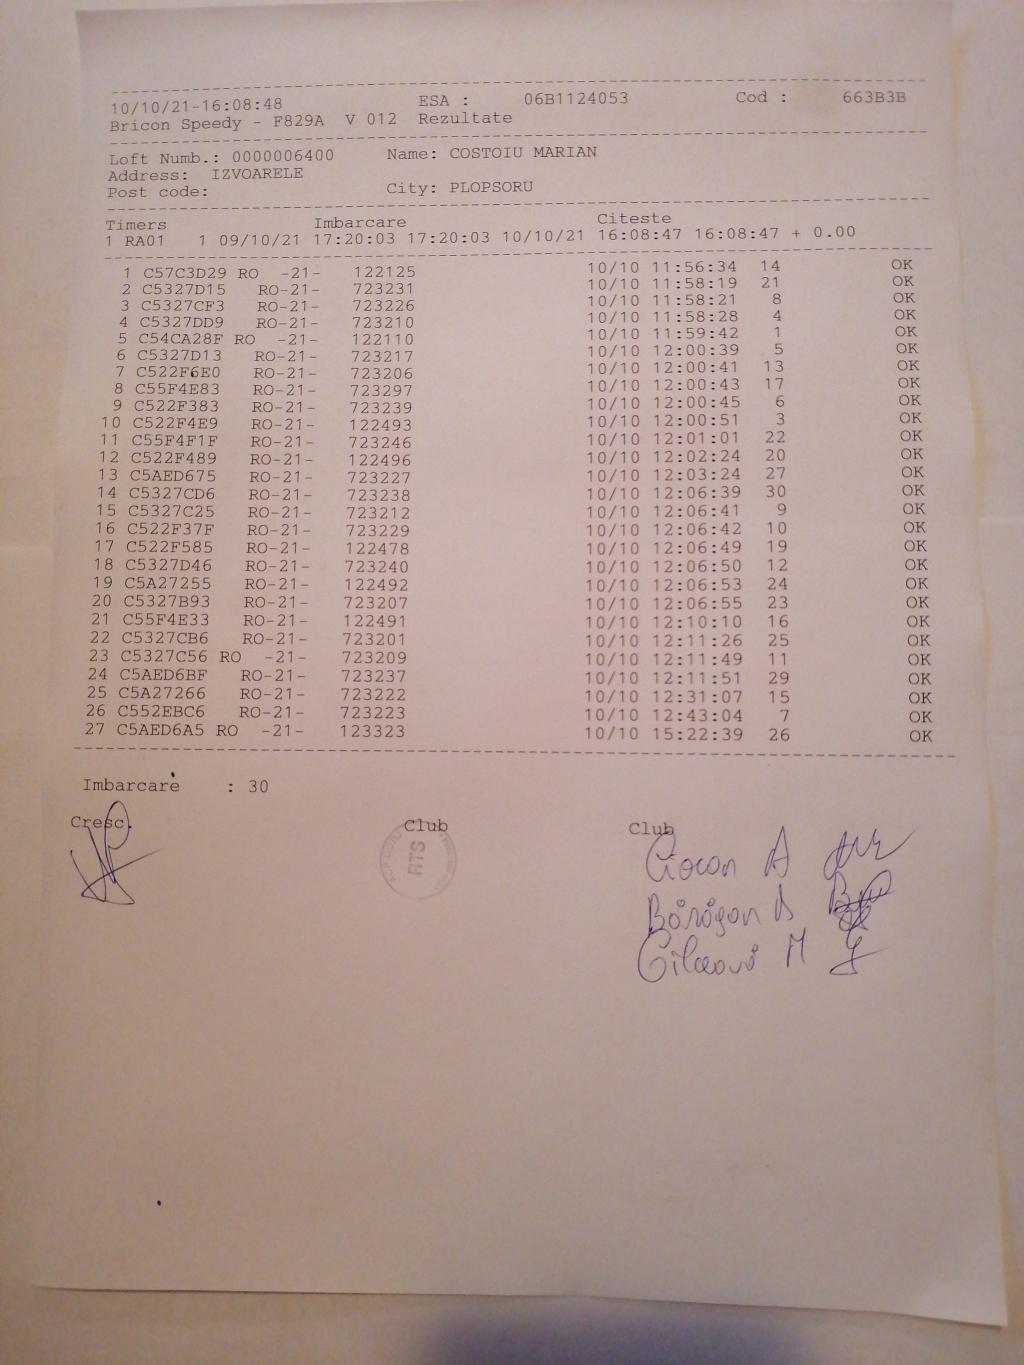 10/10/21-16:08:48 ESA : 06B1124053 Cod : 663B3B
Bricon Speedy - F829A V 012 Rezultate
Loft Numb.: 0000006400 Name: COSTOIU MARIAN
Address: IZVOARELE
Post code: City: PLOPSORU
Timers Imbarcare Citeste
1 RA01 1 09/10/21 17:20:03 17:20:03 10/10/21 16:08:47 16:08:47 + 0.00
1 C57C3D29 RO -21- 122125 10/10 11:56:34 14 OK
2 C5327D15 RO-21- 723231 10/10 11:58:19 21 OK
3 C5327CF3 RO-21- 723226 10/10 11:58:21 8 OK
4 C5327DD9 RO-21- 723210 10/10 11:58:28 4 OK
5 C54CA28F RO -21- 122110 10/10 11:59:42 1 OK
6 C5327D13 RO-21- 723217 10/10 12:00:39 5 OK
7 C522F6E0 RO-21- 723206 10/10 12:00:41 13 OK
8 C55F4E83 RO-21- 723297 10/10 12:00:43 17 OK
9 C522F383 RO-21- 723239 10/10 12:00:45 6 OK
10 C522F4E9 RO-21- 122493 10/10 12:00:51 3 OK
11 C55F4F1F RO-21- 723246 10/10 12:01:01 22 OK
12 C522F489 RO-21- 122496 10/10 12:02:24 20 OK
13 C5AED675 RO-21- 723227 10/10 12:03:24 27 OK
14 C5327CD6 RO-21- 723238 10/10 12:06:39 30 OK
15 C5327C25 RO-21- 723212 10/10 12:06:41 9 OK
16 C522F37F RO-21- 723229 10/10 12:06:42 10 OK
17 C522F585 RO-21- 122478 10/10 12:06:49 19 OK
18 C5327D46 RO-21- 723240 10/10 12:06:50 12 OK
19 C5A27255 RO-21- 122492 10/10 12:06:53 24 OK
20 C5327B93 RO-21- 723207 10/10 12:06:55 23 OK
21 C55F4E33 RO-21- 122491 10/10 12:10:10 16 OK
22 C5327CB6 RO-21- 723201 10/10 12:11:26 25 OK
23 C5327C56 RO -21- 723209 10/10 12:11:49 11 OK
24 C5AED6BF RO-21- 723237 10/10 12:11:51 29 OK
25 C5A27266 RO-21- 723222 10/10 12:31:07 15 OK
26 C552EBC6 RO-21- 723223 10/10 12:43:04 7 OK
27 C5AED6A5 RO -21- 123323 10/10 15:22:39 26 OK
Imbarcare : 30
Cresc. Club Club
RTS
Ciocan A
M